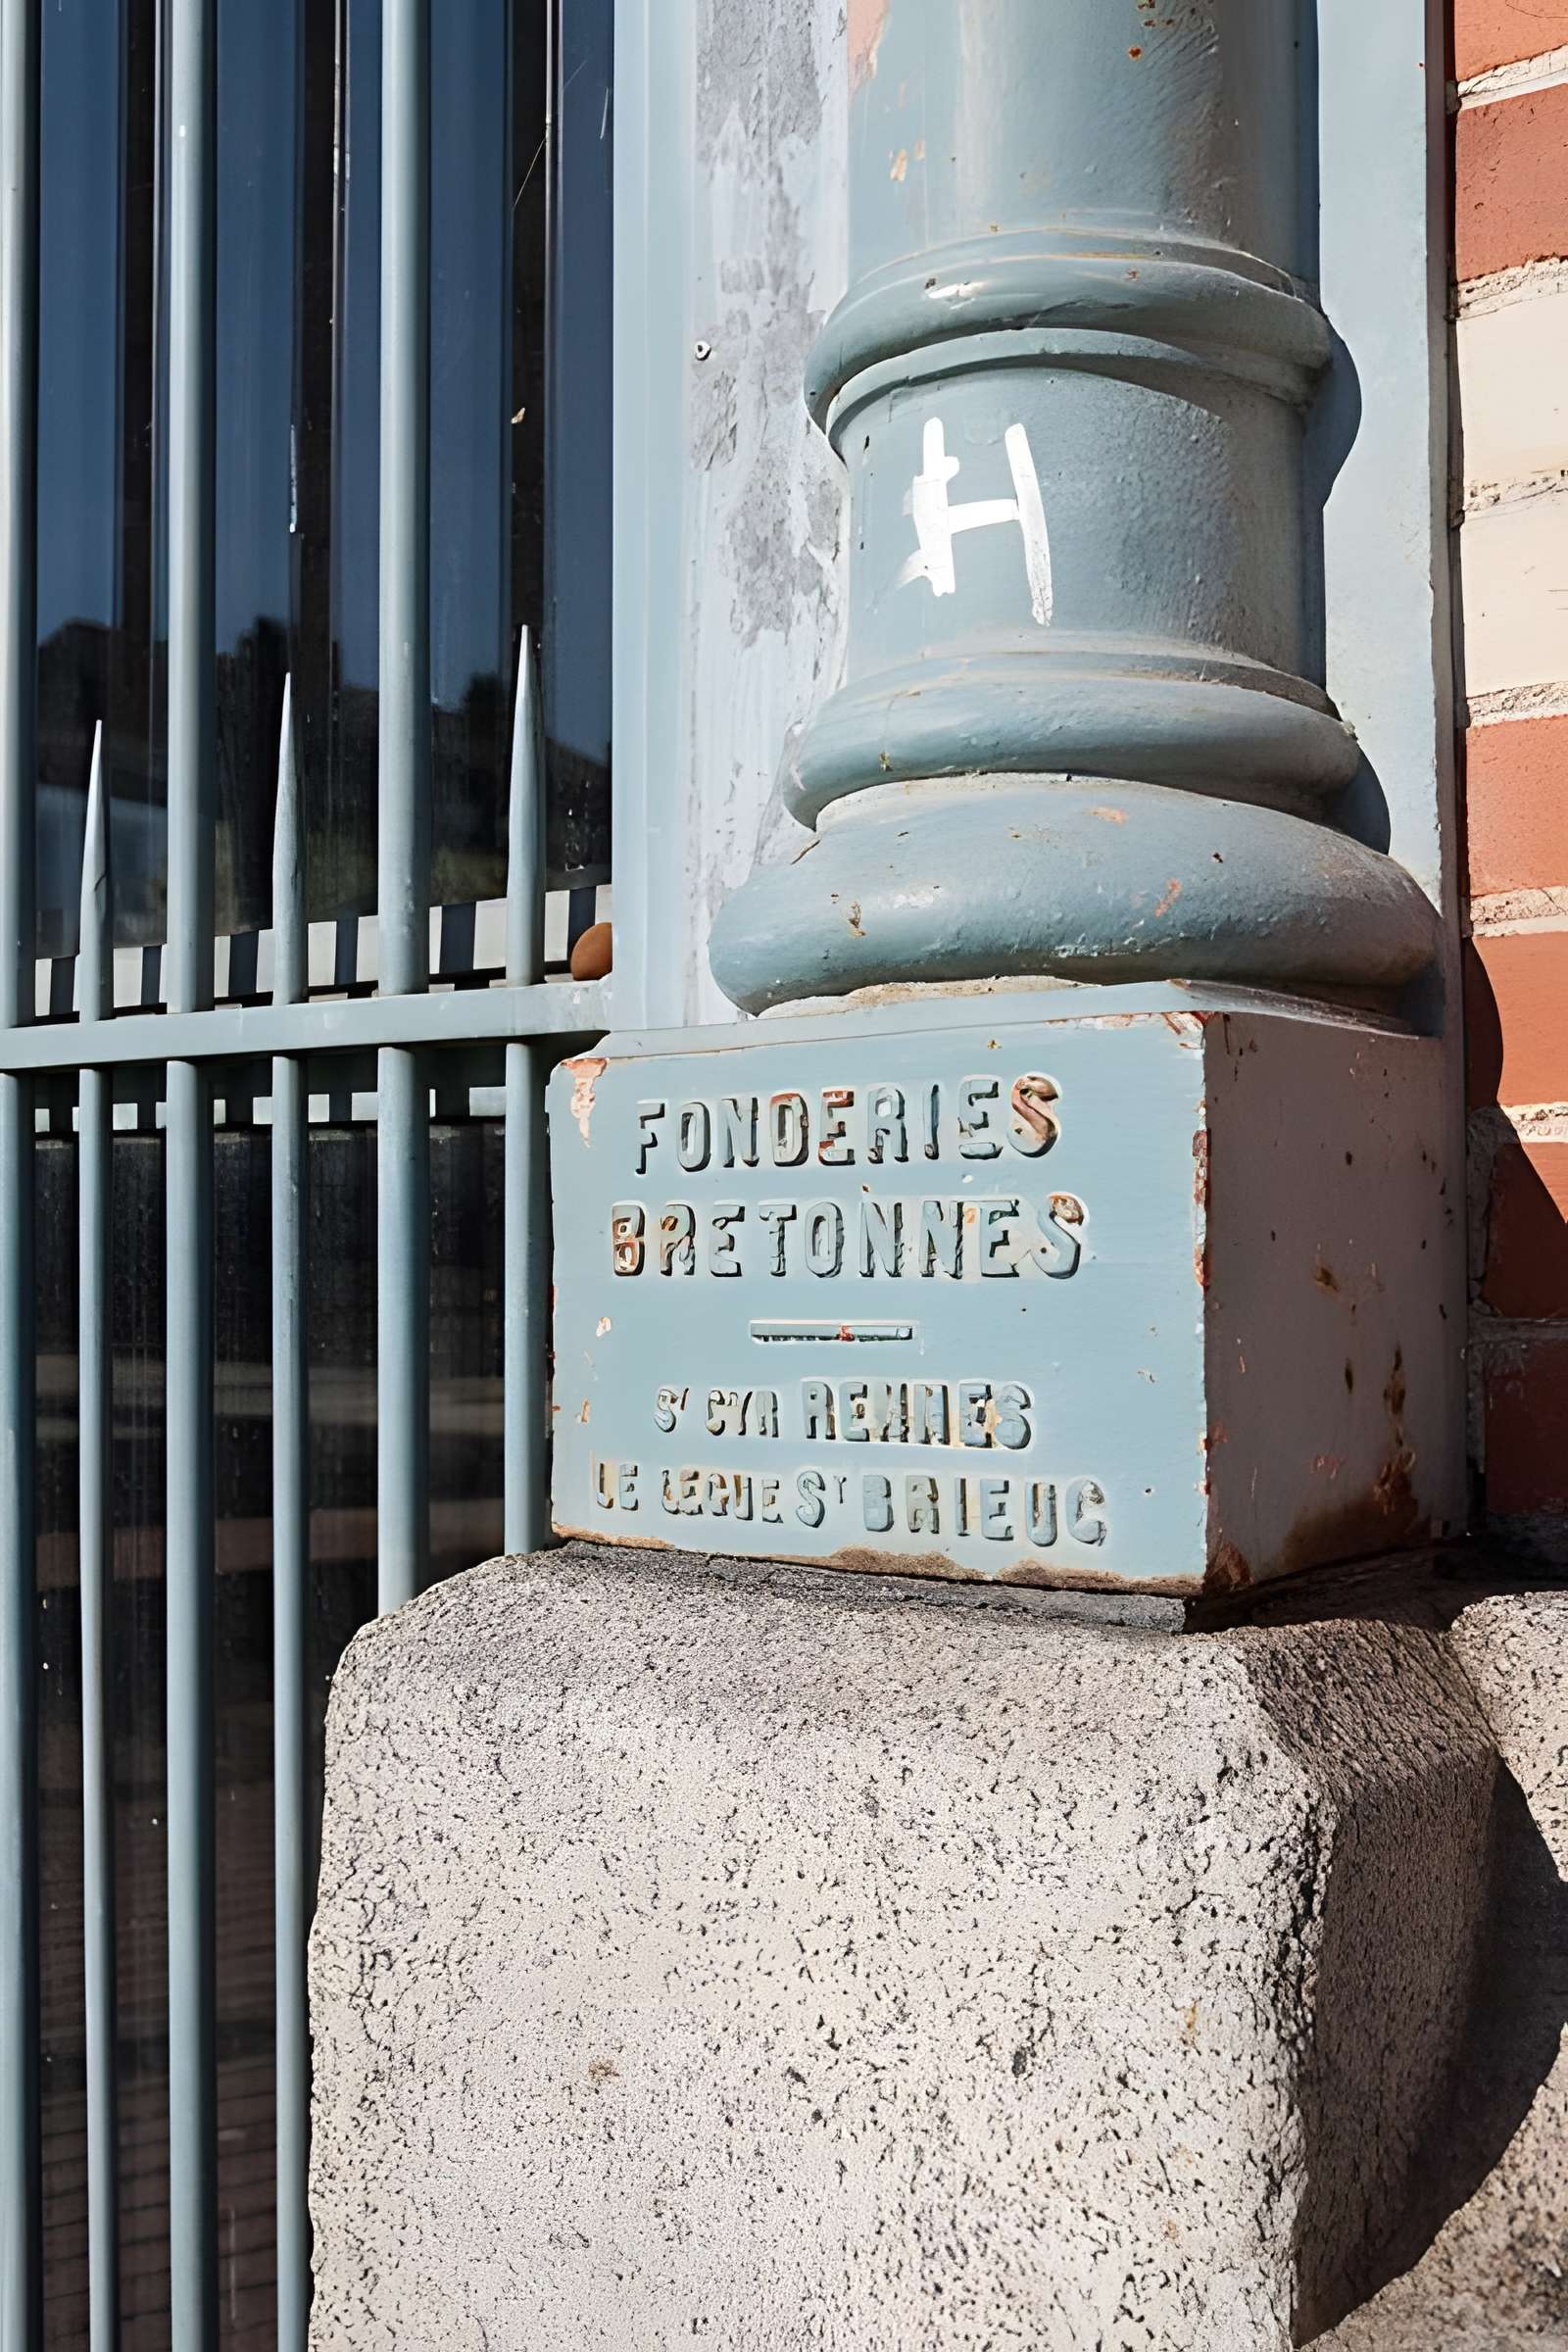 H
FONDERIES
BRETONNES
Sᵗ CYR RENNES
LE LEGUE Sᵀ BRIEUC